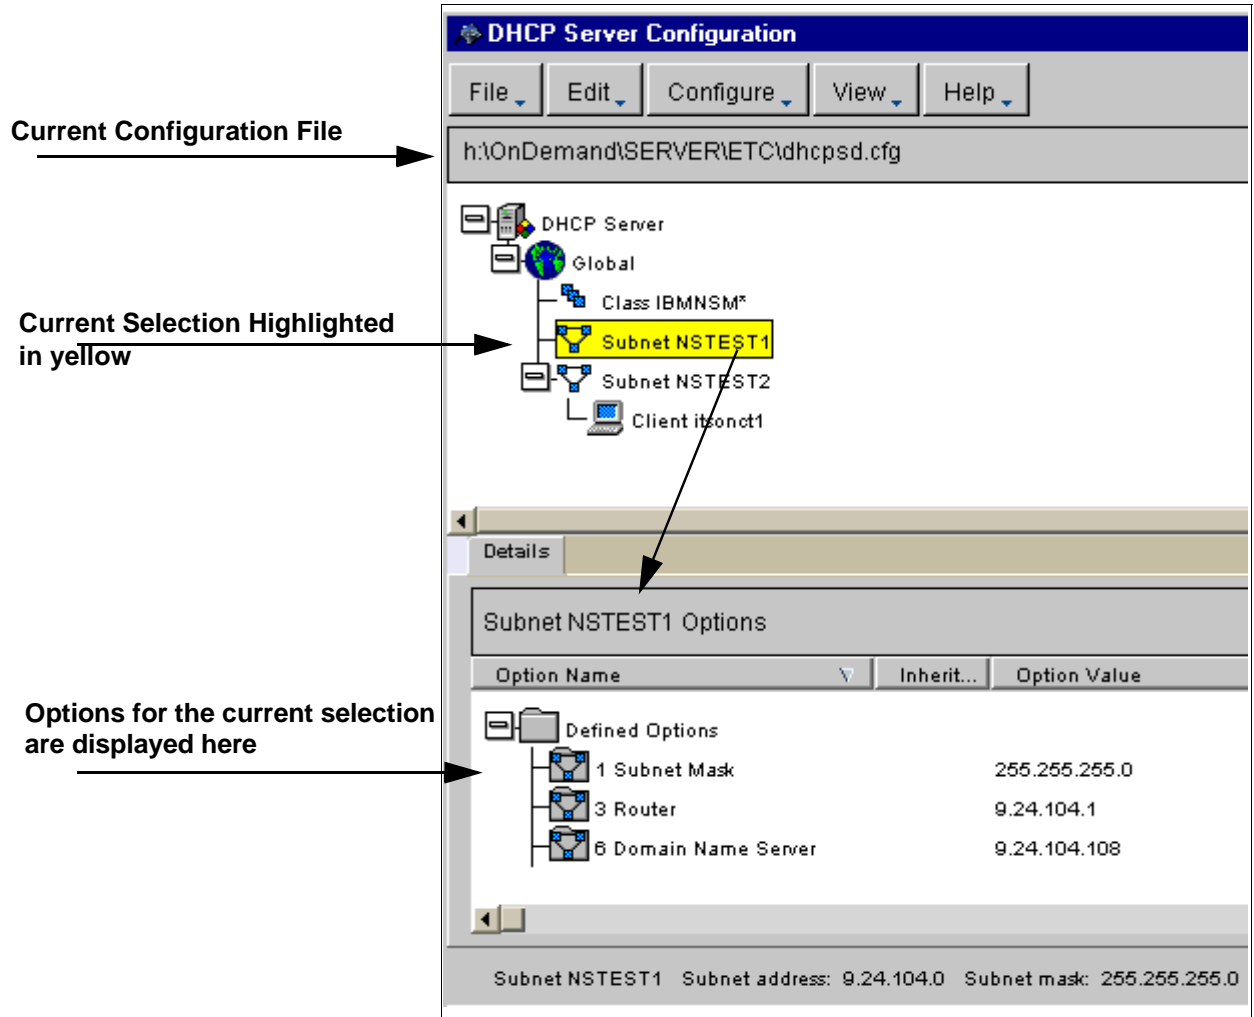 DHCP Server Configuration
File Edit Configure View Help
Current Configuration File
h:\OnDemand\SERVER\ETC\dhcpsd.cfg
DHCP Server
Global
Class IBMNSM*
Current Selection Highlighted
in yellow
Subnet NSTEST1
Subnet NSTEST2
Client itsonct1
Details
Subnet NSTEST1 Options
Option Name Inherit... Option Value
Options for the current selection
are displayed here
Defined Options
1 Subnet Mask 255.255.255.0
3 Router 9.24.104.1
6 Domain Name Server 9.24.104.108
Subnet NSTEST1 Subnet address: 9.24.104.0 Subnet mask: 255.255.255.0